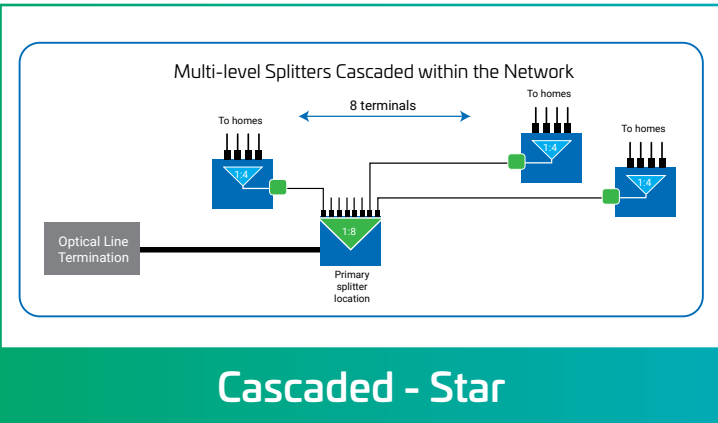 Multi-level Splitters Cascaded within the Network
8 terminals
To homes
To homes
To homes
1:4
1:4
1:4
1:8
Optical Line
Termination
Primary
splitter
location
Cascaded - Star